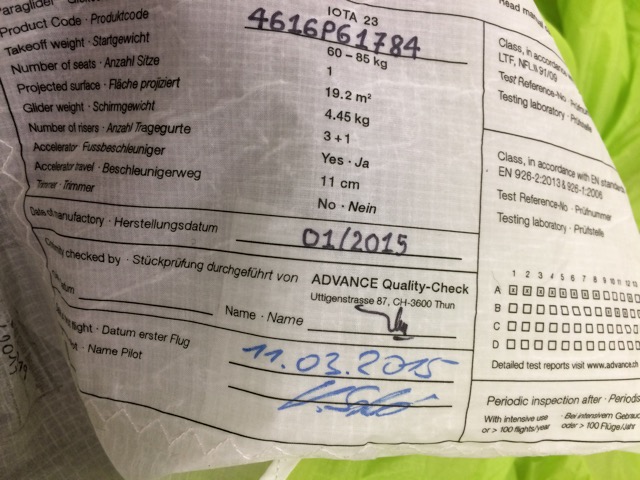 Paraglider
IOTA 23
Product Code · Produktcode 4616P61784
Takeoff weight · Startgewicht 60 – 85 kg
Number of seats · Anzahl Sitze 1
Projected surface · Fläche projiziert 19.2 m²
Glider weight · Schirmgewicht 4.45 kg
Number of risers · Anzahl Tragegurte 3+1
Accelerator · Fussbeschleuniger Yes · Ja
Accelerator travel · Beschleunigerweg 11 cm
Trimmer · Trimmer No · Nein
Date of manufactory · Herstellungsdatum 01/2015
checked by · Stückprüfung durchgeführt von ADVANCE Quality-Check
Uttigenstrasse 87, CH-3600 Thun
Name · Name
flight · Datum erster Flug 11.03.2015
· Name Pilot
Read
Class, in accordance
LTF, NFL II 91/09
Test Reference-No ·
Testing laboratory ·
Class, in accordance with EN
EN 926-2:2013 & 926-1:2006
Test Reference-No · Prüfnummer
Testing laboratory · Prüfstelle
1 2 3 4 5 6 7 8 9 10 11 12
A
B
C
D
Detailed test reports visit www.advance.ch
Periodic inspection after ·
With intensive use · Bei intensivem
or > 100 flights/year oder > 100 Flüge/Jahr